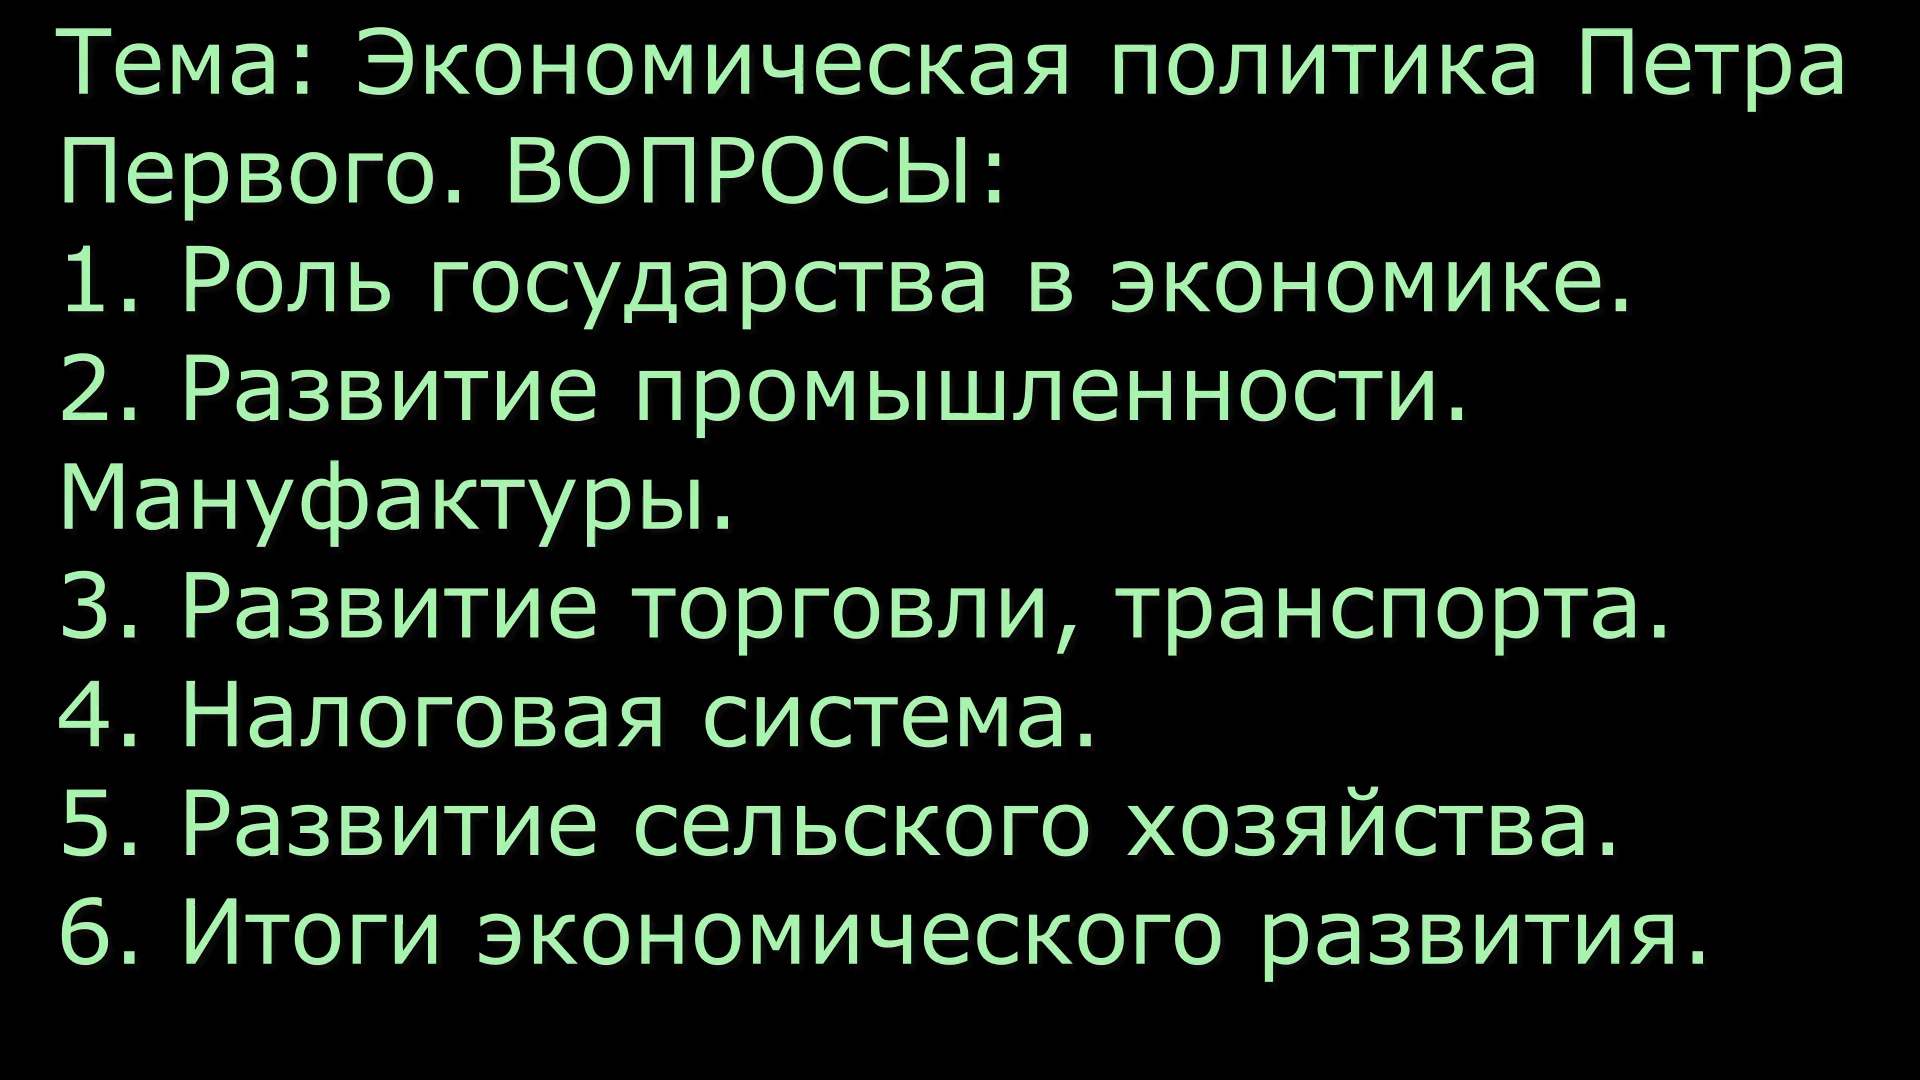 Тема: Экономическая политика Петра
Первого. ВОПРОСЫ:
1. Роль государства в экономике.
2. Развитие промышленности.
Мануфактуры.
3. Развитие торговли, транспорта.
4. Налоговая система.
5. Развитие сельского хозяйства.
6. Итоги экономического развития.